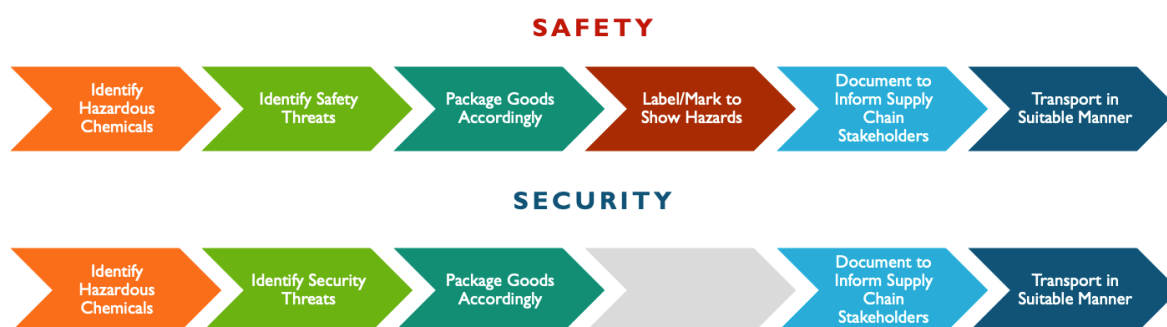 SAFETY
Identify
Hazardous
Chemicals
Identify Safety
Threats
Package Goods
Accordingly
Label/Mark to
Show Hazards
Document to
Inform Supply
Chain
Stakeholders
Transport in
Suitable Manner
SECURITY
Identify
Hazardous
Chemicals
Identify Security
Threats
Package Goods
Accordingly
Document to
Inform Supply
Chain
Stakeholders
Transport in
Suitable Manner